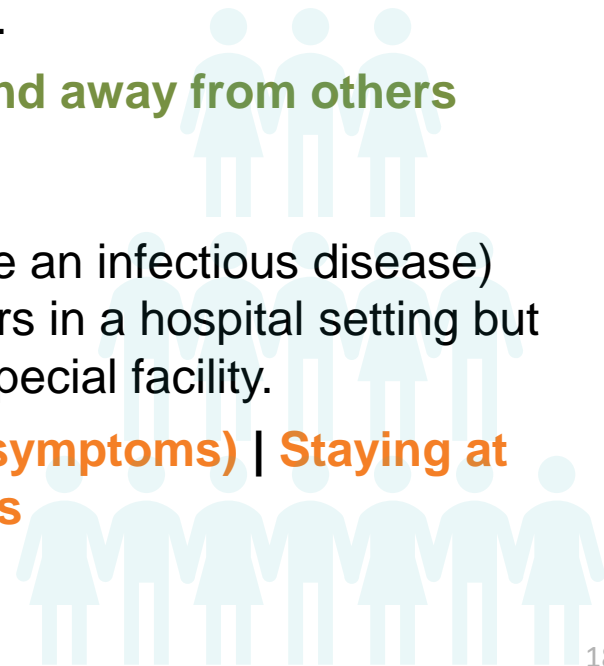 .
nd away from others
e an infectious disease)
rs in a hospital setting but
pecial facility.
symptoms) | Staying at
s